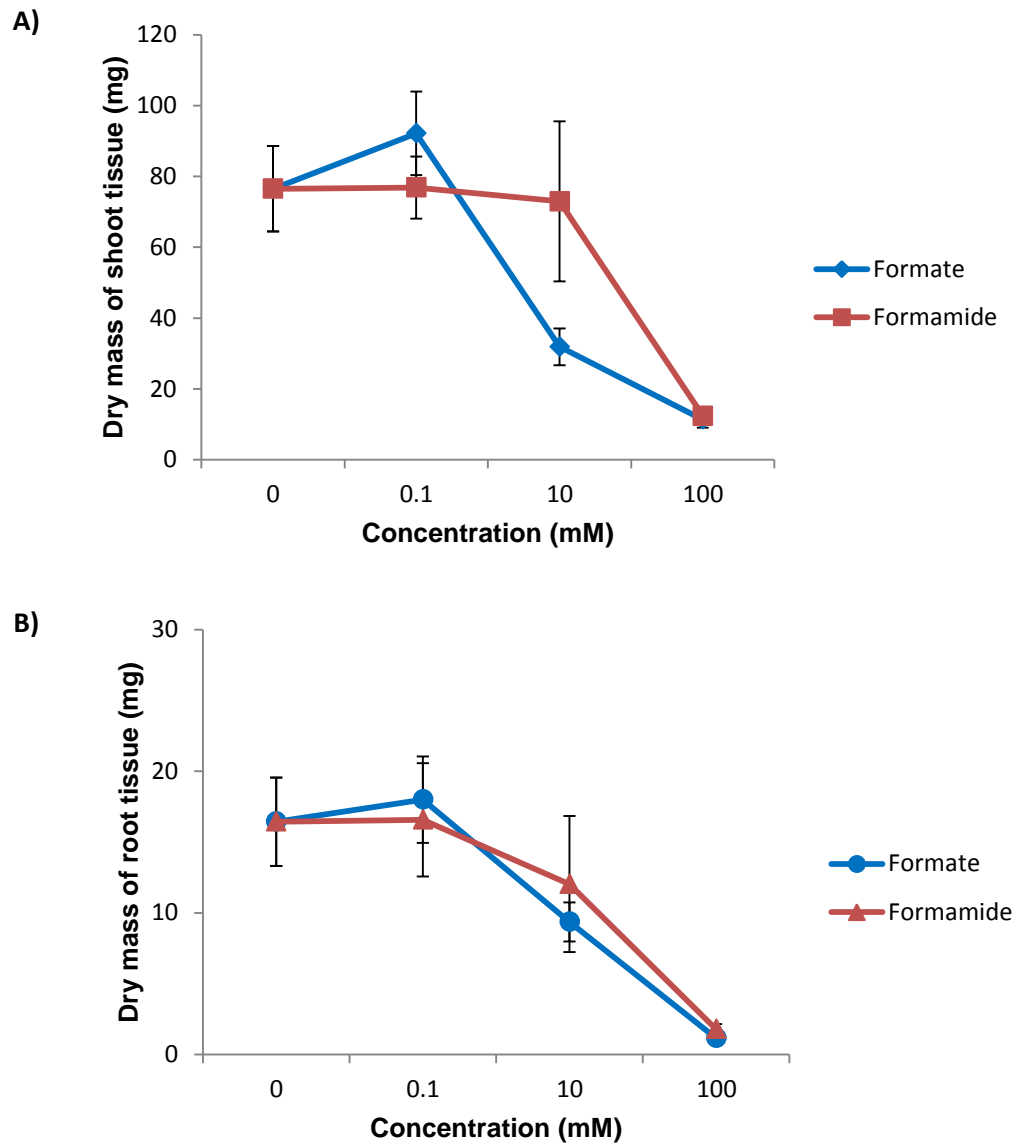 A)
Dry mass of shoot tissue (mg)
120
100
80
60
40
20
0
0 0.1 10 100
Concentration (mM)
Formate
Formamide
B)
Dry mass of root tissue (mg)
30
20
10
0
0 0.1 10 100
Concentration (mM)
Formate
Formamide